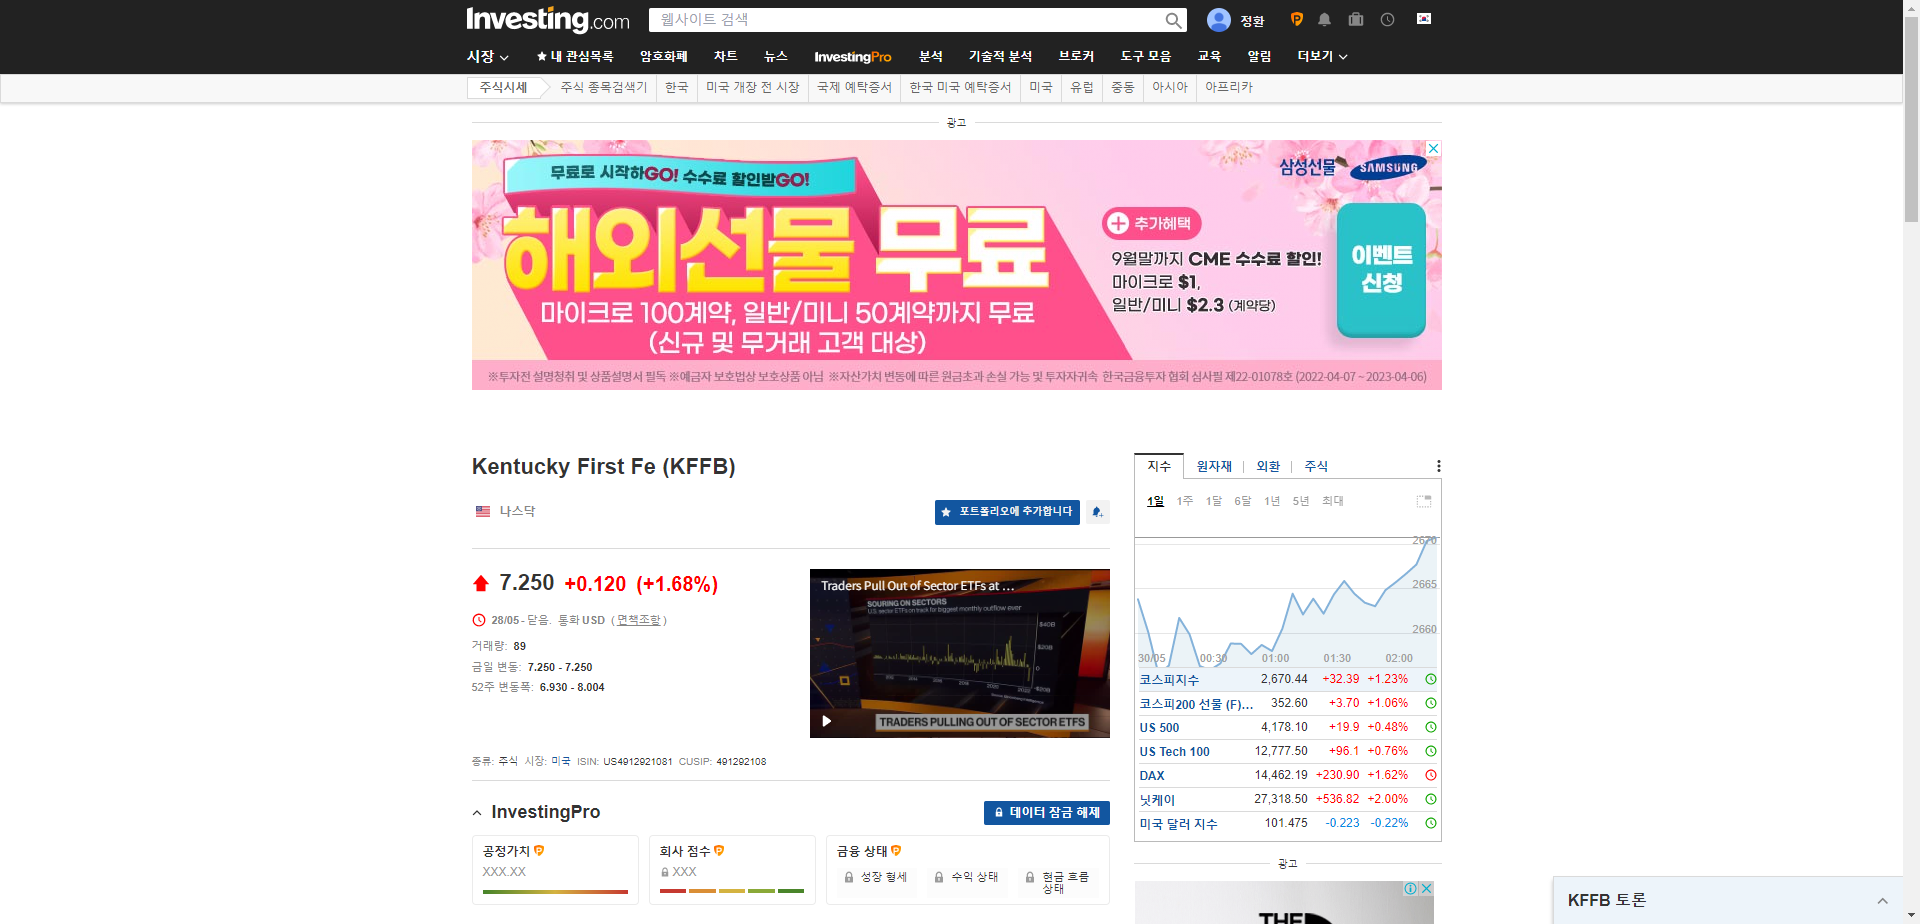 Investing.com
웹사이트 검색
정환
시장
★ 내 관심목록
암호화폐
차트
뉴스
InvestingPro
분석
기술적 분석
브로커
도구 모음
교육
알림
더보기
주식시세
주식 종목검색기
한국
미국 개장 전 시장
국제 예탁증서
한국 미국 예탁증서
미국
유럽
중동
아시아
아프리카
광고
무료로 시작하GO! 수수료 할인받GO!
해외선물 무료
마이크로 100계약, 일반/미니 50계약까지 무료
(신규 및 무거래 고객 대상)
삼성선물 SAMSUNG
추가혜택
9월말까지 CME 수수료 할인!
마이크로 $1,
일반/미니 $2.3 (계약당)
이벤트
신청
※투자전 설명청취 및 상품설명서 필독 ※예금자 보호법상 보호상품 아님 ※자산가치 변동에 따른 원금초과 손실 가능 및 투자자귀속 한국금융투자 협회 심사필 제22-01078호 (2022-04-07 ~ 2023-04-06)
Kentucky First Fe (KFFB)
나스닥
포트폴리오에 추가합니다
7.250 +0.120 (+1.68%)
28/05 - 닫음. 통화 USD ( 면책조항 )
거래량: 89
금일 변동: 7.250 - 7.250
52주 변동폭: 6.930 - 8.004
Traders Pull Out of Sector ETFs at ...
SOURING ON SECTORS
U.S. sector ETFs on track for biggest monthly outflow ever
$40B
$20B
0
-$20B
TRADERS PULLING OUT OF SECTOR ETFS
종류: 주식 시장: 미국 ISIN: US4912921081 CUSIP: 491292108
InvestingPro
데이터 잠금 해제
공정가치
XXX.XX
회사 점수
XXX
금융 상태
성장 형세
수익 상태
현금 흐름
상태
지수
원자재
외환
주식
1일
1주
1달
6달
1년
5년
최대
2670
2665
2660
30/05
00:30
01:00
01:30
02:00
코스피지수 2,670.44 +32.39 +1.23%
코스피200 선물 (F)... 352.60 +3.70 +1.06%
US 500 4,178.10 +19.9 +0.48%
US Tech 100 12,777.50 +96.1 +0.76%
DAX 14,462.19 +230.90 +1.62%
닛케이 27,318.50 +536.82 +2.00%
미국 달러 지수 101.475 -0.223 -0.22%
광고
THE
KFFB 토론